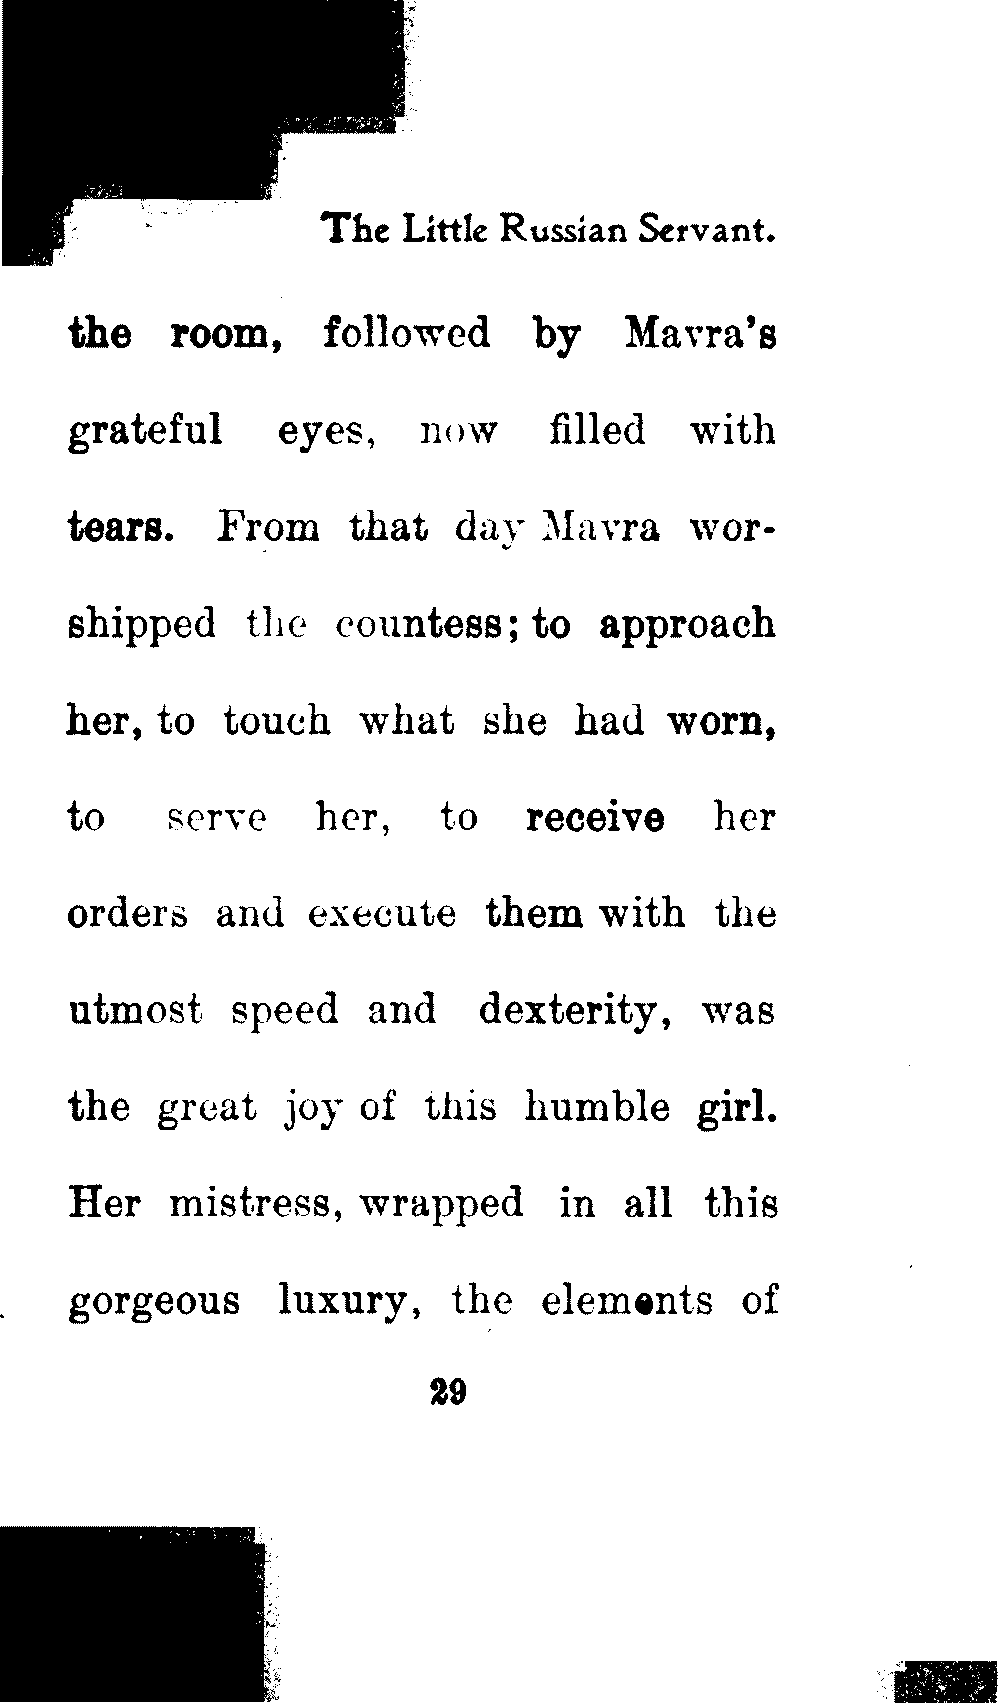 The Little Russian Servant.
the room, followed by Mavra's
grateful eyes, now filled with
tears. From that day Mavra wor-
shipped the countess; to approach
her, to touch what she had worn,
to serve her, to receive her
orders and execute them with the
utmost speed and dexterity, was
the great joy of this humble girl.
Her mistress, wrapped in all this
gorgeous luxury, the elements of
29